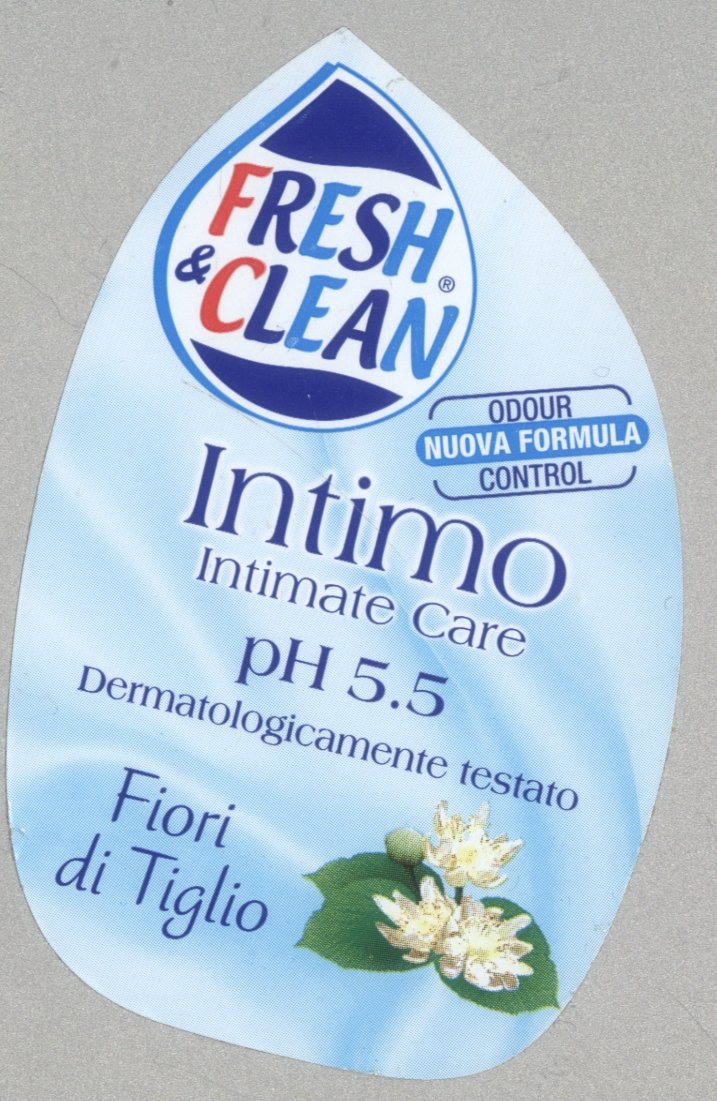 FRESH
& CLEAN®
ODOUR
NUOVA FORMULA
CONTROL
Intimo
Intimate Care
pH 5.5
Dermatologicamente testato
Fiori
di Tiglio